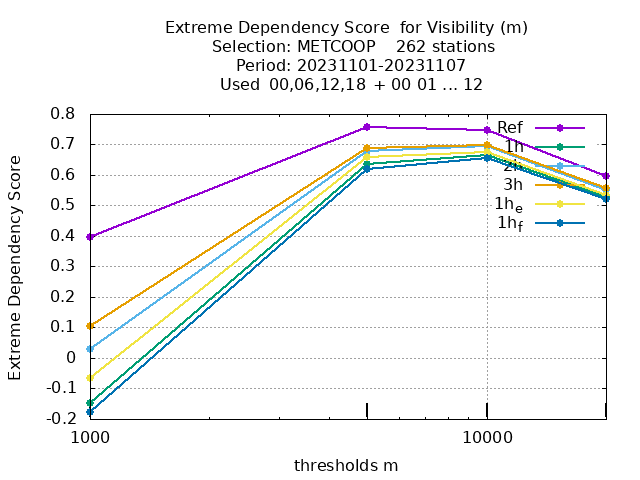 Extreme Dependency Score  for Visibility (m)
Selection: METCOOP    262 stations
Period: 20231101-20231107
Used  00,06,12,18  + 00 01 ... 12
Extreme Dependency Score
0.8
0.7
0.6
0.5
0.4
0.3
0.2
0.1
0
-0.1
-0.2
1000
10000
thresholds m
Ref
1h
2h
3h
1he
1hf